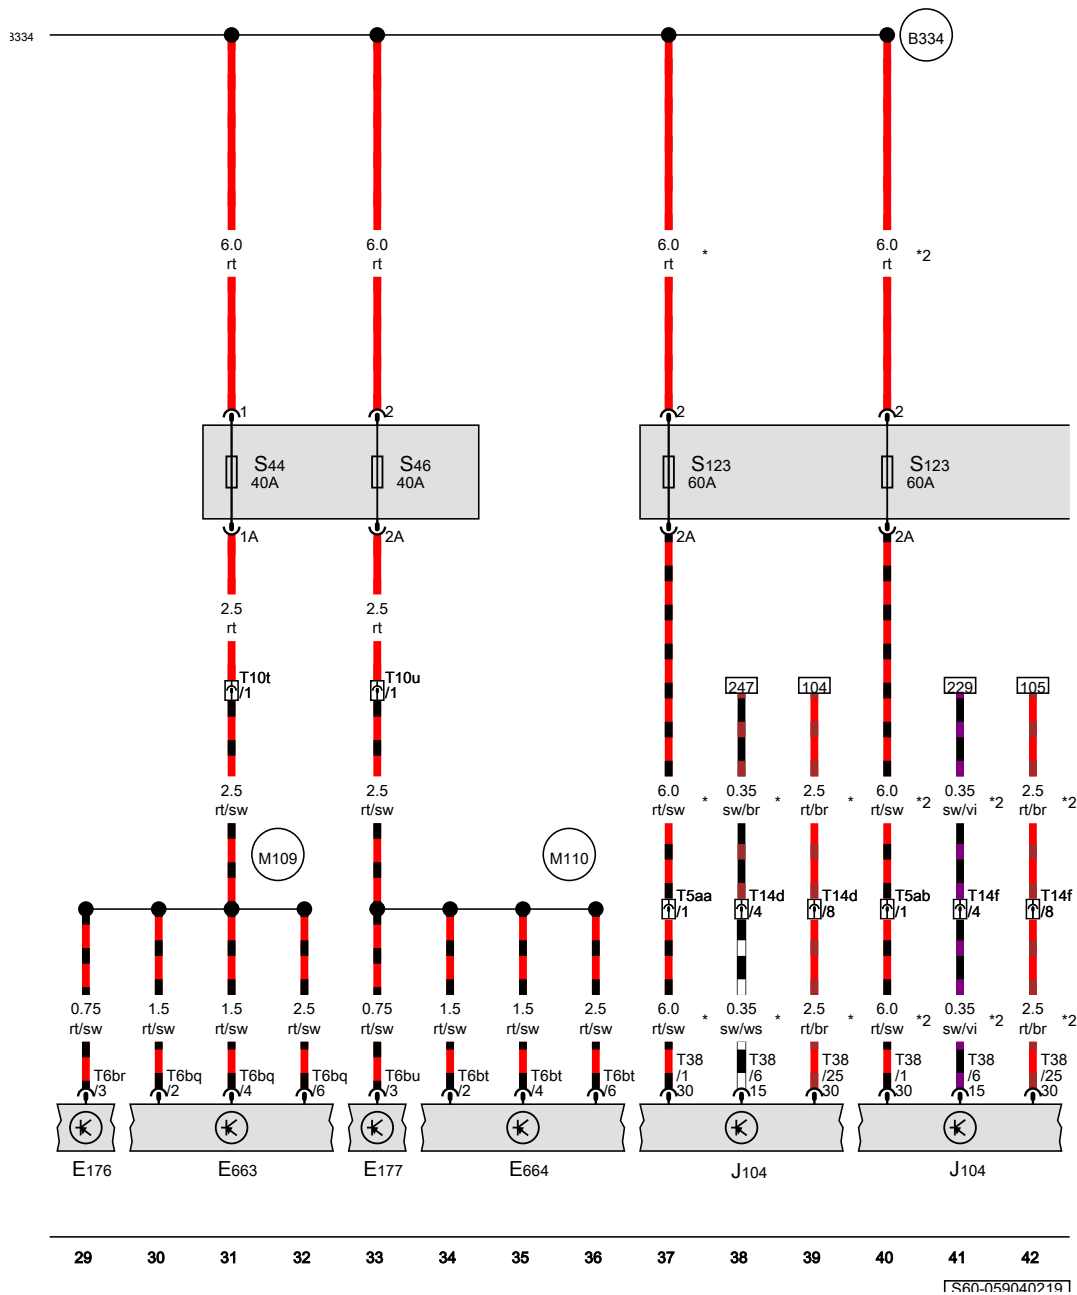 B334
B334
6.0 6.0 6.0 * 6.0 *2
rt rt rt rt
1 2 2 2
S44 S46 S123 S123
40A 40A 60A 60A
1A 2A 2A 2A
2.5 2.5
rt rt
T10t T10u
/1 /1
247 104 229 105
2.5 2.5 6.0 0.35 2.5 6.0 0.35 2.5
rt/sw rt/sw rt/sw * sw/br * rt/br * rt/sw *2 sw/vi *2 rt/br *2
M109 M110
T5aa T14d T14d T5ab T14f T14f
/1 /4 /8 /1 /4 /8
0.75 1.5 1.5 2.5 0.75 1.5 1.5 2.5 6.0 0.35 2.5 6.0 0.35 2.5
rt/sw rt/sw rt/sw rt/sw rt/sw rt/sw rt/sw rt/sw rt/sw * sw/ws * rt/br * rt/sw *2 sw/vi *2 rt/br *2
T38 T38 T38 T38 T38 T38
T6br T6bq T6bq T6bq T6bu T6bt T6bt T6bt /1 /6 /25 /1 /6 /25
/3 /2 /4 /6 /3 /2 /4 /6 30 15 30 30 15 30
E176 E663 E177 E664 J104 J104
29 30 31 32 33 34 35 36 37 38 39 40 41 42
S60-059040219